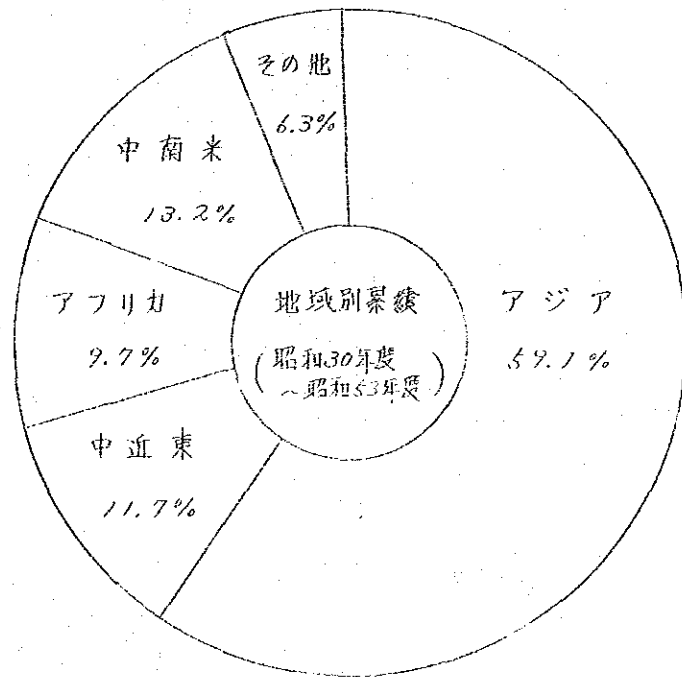 その他
6.3%
中南米
13.2%
アフリカ
9.7%
中近東
11.7%
地域別累績
(昭和30年度
~昭和53年度)
アジア
59.1%